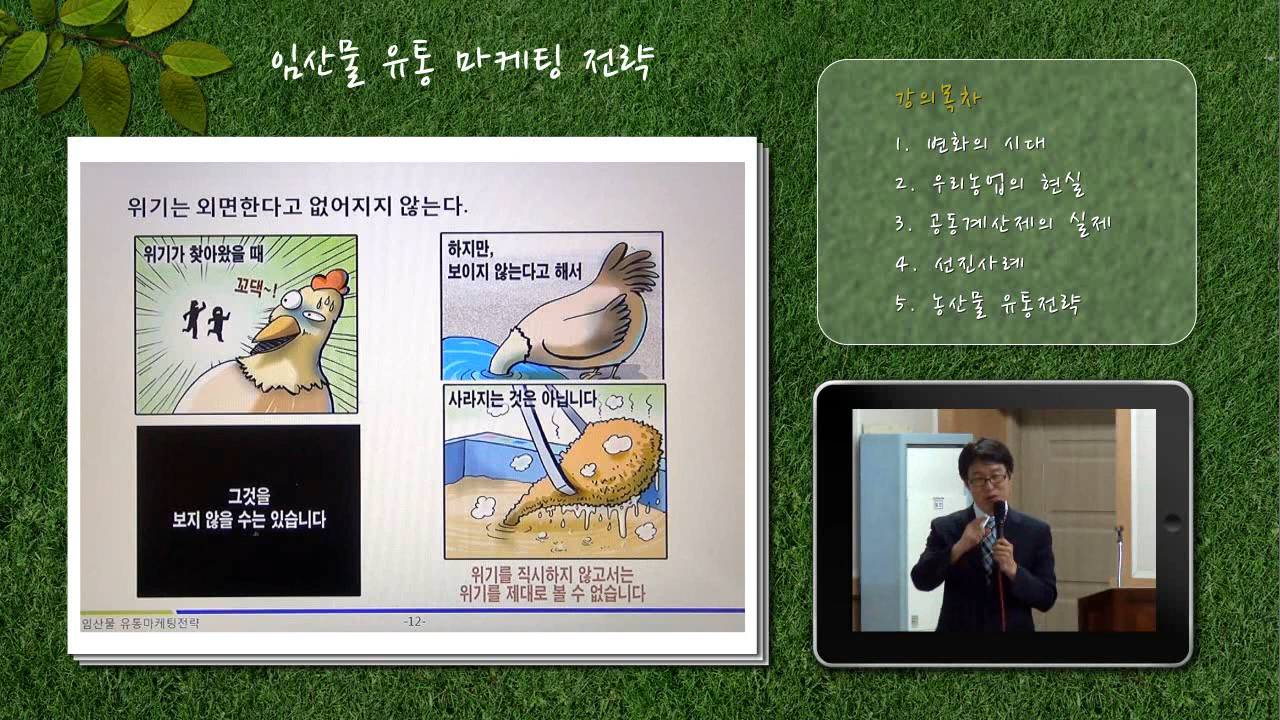 임산물 유통 마케팅 전략
강의목차
1. 변화의 시대
2. 우리농업의 현실
3. 공동계산제의 실제
4. 선진사례
5. 농산물 유통전략
위기는 외면한다고 없어지지 않는다.
위기가 찾아왔을 때
꼬댁~!
그것을
보지 않을 수는 있습니다
하지만,
보이지 않는다고 해서
사라지는 것은 아닙니다
위기를 직시하지 않고서는
위기를 제대로 볼 수 없습니다
임산물 유통마케팅전략
-12-